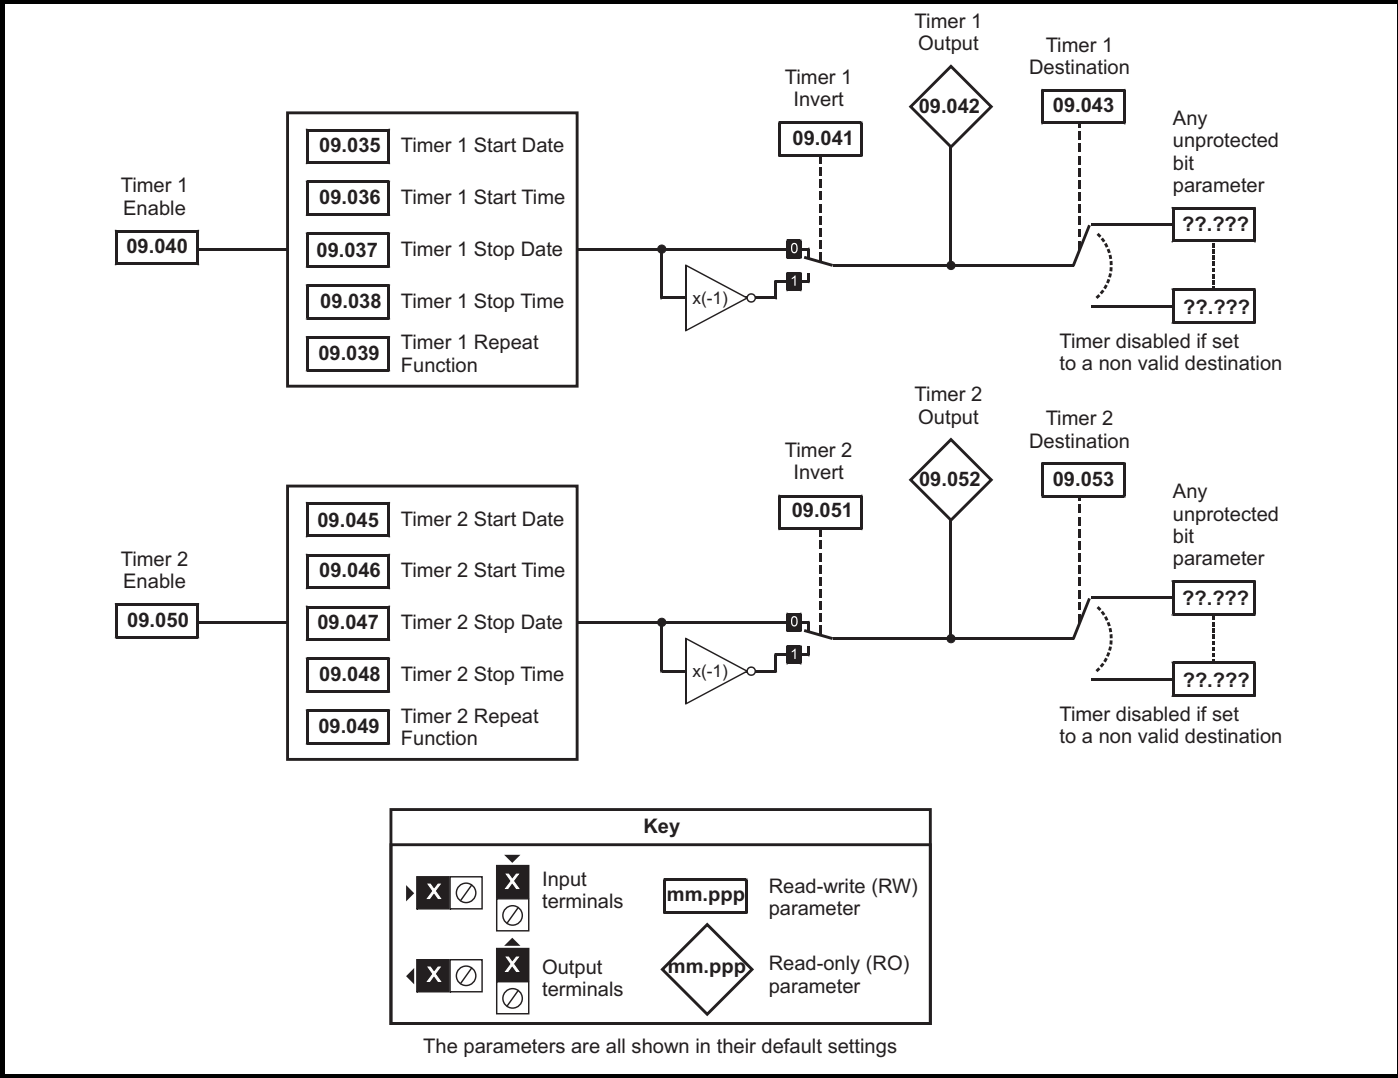 Timer 1
Enable
09.040
09.035 Timer 1 Start Date
09.036 Timer 1 Start Time
09.037 Timer 1 Stop Date
09.038 Timer 1 Stop Time
09.039 Timer 1 Repeat
Function
x(-1)
Timer 1
Invert
09.041
0
1
Timer 1
Output
09.042
Timer 1
Destination
09.043
Any
unprotected
bit
parameter
??.???
??.???
Timer disabled if set
to a non valid destination
Timer 2
Enable
09.050
09.045 Timer 2 Start Date
09.046 Timer 2 Start Time
09.047 Timer 2 Stop Date
09.048 Timer 2 Stop Time
09.049 Timer 2 Repeat
Function
x(-1)
Timer 2
Invert
09.051
0
1
Timer 2
Output
09.052
Timer 2
Destination
09.053
Any
unprotected
bit
parameter
??.???
??.???
Timer disabled if set
to a non valid destination
Key
X
X
Input
terminals
mm.ppp
Read-write (RW)
parameter
X
X
Output
terminals
mm.ppp
Read-only (RO)
parameter
The parameters are all shown in their default settings